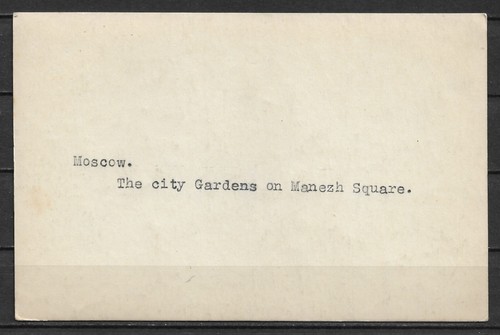 Moscow.
The city Gardens on Manezh Square.